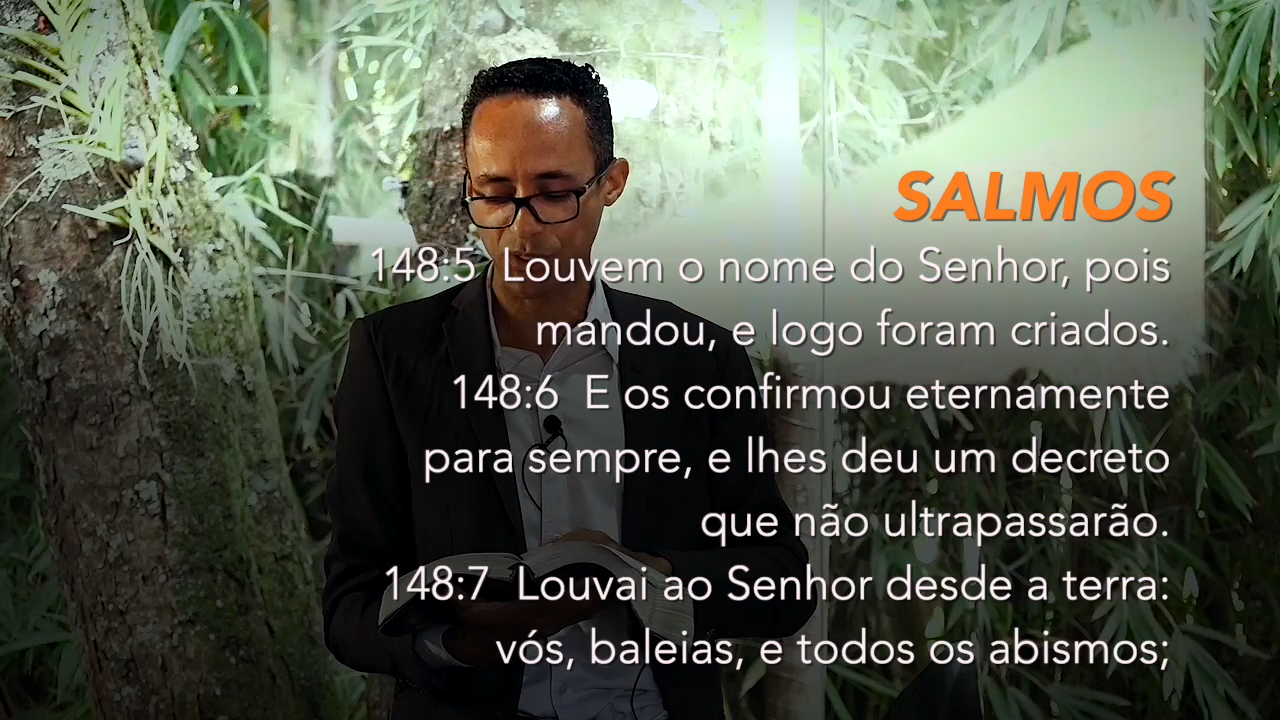 SALMOS
148:5 Louvem o nome do Senhor, pois
mandou, e logo foram criados.
148:6 E os confirmou eternamente
para sempre, e lhes deu um decreto
que não ultrapassarão.
148:7 Louvai ao Senhor desde a terra:
vós, baleias, e todos os abismos;